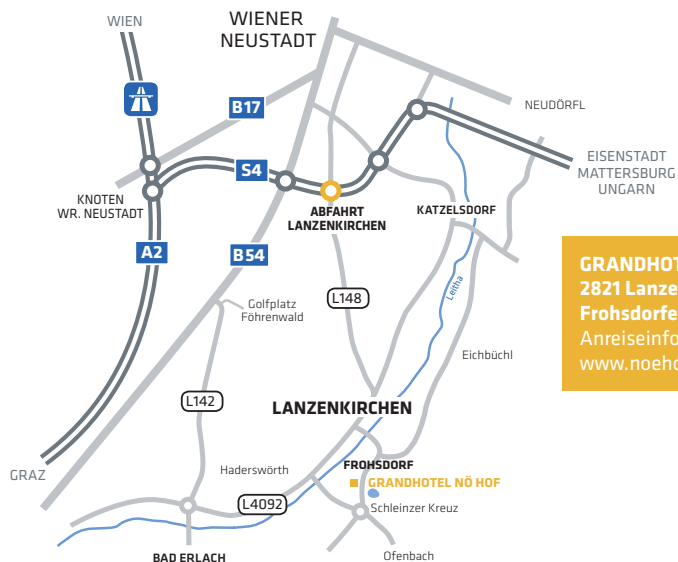 WIEN
WIENER
NEUSTADT
B17
NEUDÖRFL
S4
EISENSTADT
MATTERSBURG
UNGARN
KNOTEN
WR. NEUSTADT
ABFAHRT
LANZENKIRCHEN
KATZELSDORF
A2
B54
GRANDHOT
2821 Lanze
Frohsdorfe
Anreiseinfo
www.noeho
Leitha
L148
Golfplatz
Föhrenwald
Eichbüchl
L142
LANZENKIRCHEN
GRAZ
Haderswörth
FROHSDORF
GRANDHOTEL NÖ HOF
L4092
Schleinzer Kreuz
BAD ERLACH
Ofenbach